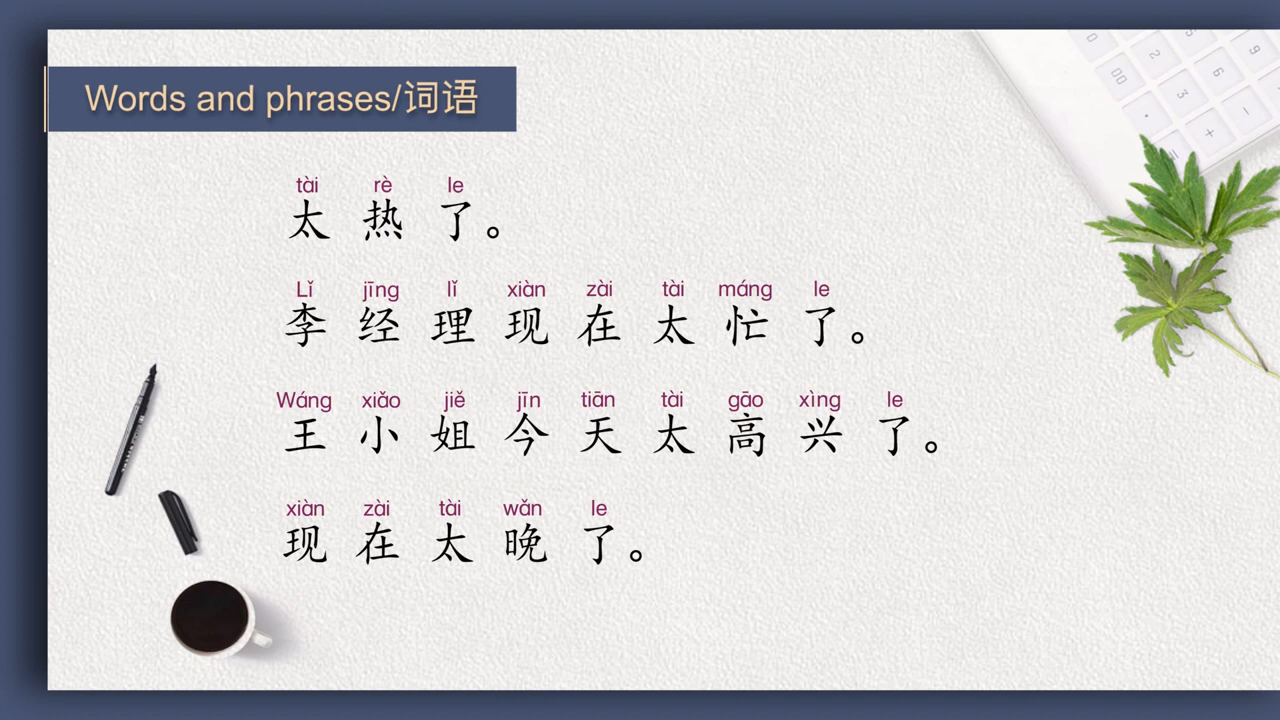 Words and phrases/词语
tài rè le
太热了。
Lǐ jīng lǐ xiàn zài tài máng le
李经理现在太忙了。
Wáng xiǎo jiě jīn tiān tài gāo xìng le
王小姐今天太高兴了。
xiàn zài tài wǎn le
现在太晚了。